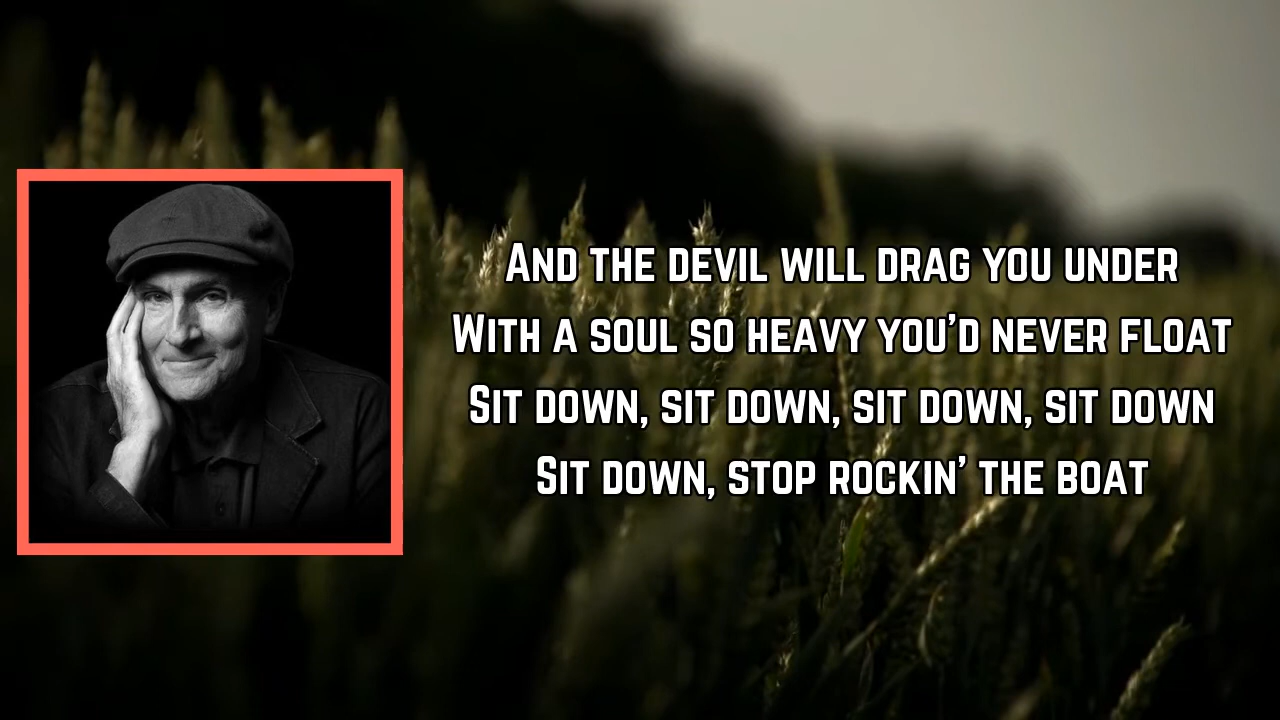 And the devil will drag you under
With a soul so heavy you'd never float
Sit down, sit down, sit down, sit down
Sit down, stop rockin' the boat